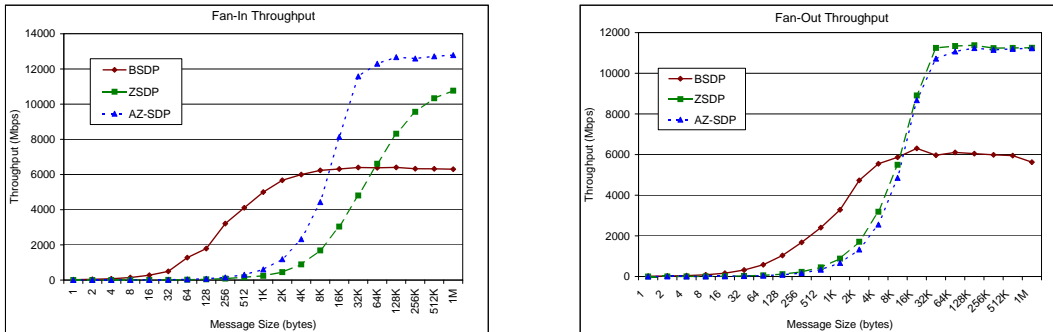 Fan-In Throughput
14000
12000
10000
8000
6000
4000
2000
0
Throughput (Mbps)
BSDP
ZSDP
AZ-SDP
1 2 4 8 16 32 64 128 256 512 1K 2K 4K 8K 16K 32K 64K 128K 256K 512K 1M
Message Size (bytes)
Fan-Out Throughput
12000
10000
8000
6000
4000
2000
0
Throughput (Mbps)
BSDP
ZSDP
AZ-SDP
1 2 4 8 16 32 64 128 256 512 1K 2K 4K 8K 16K 32K 64K 128K 256K 512K 1M
Message Size (bytes)